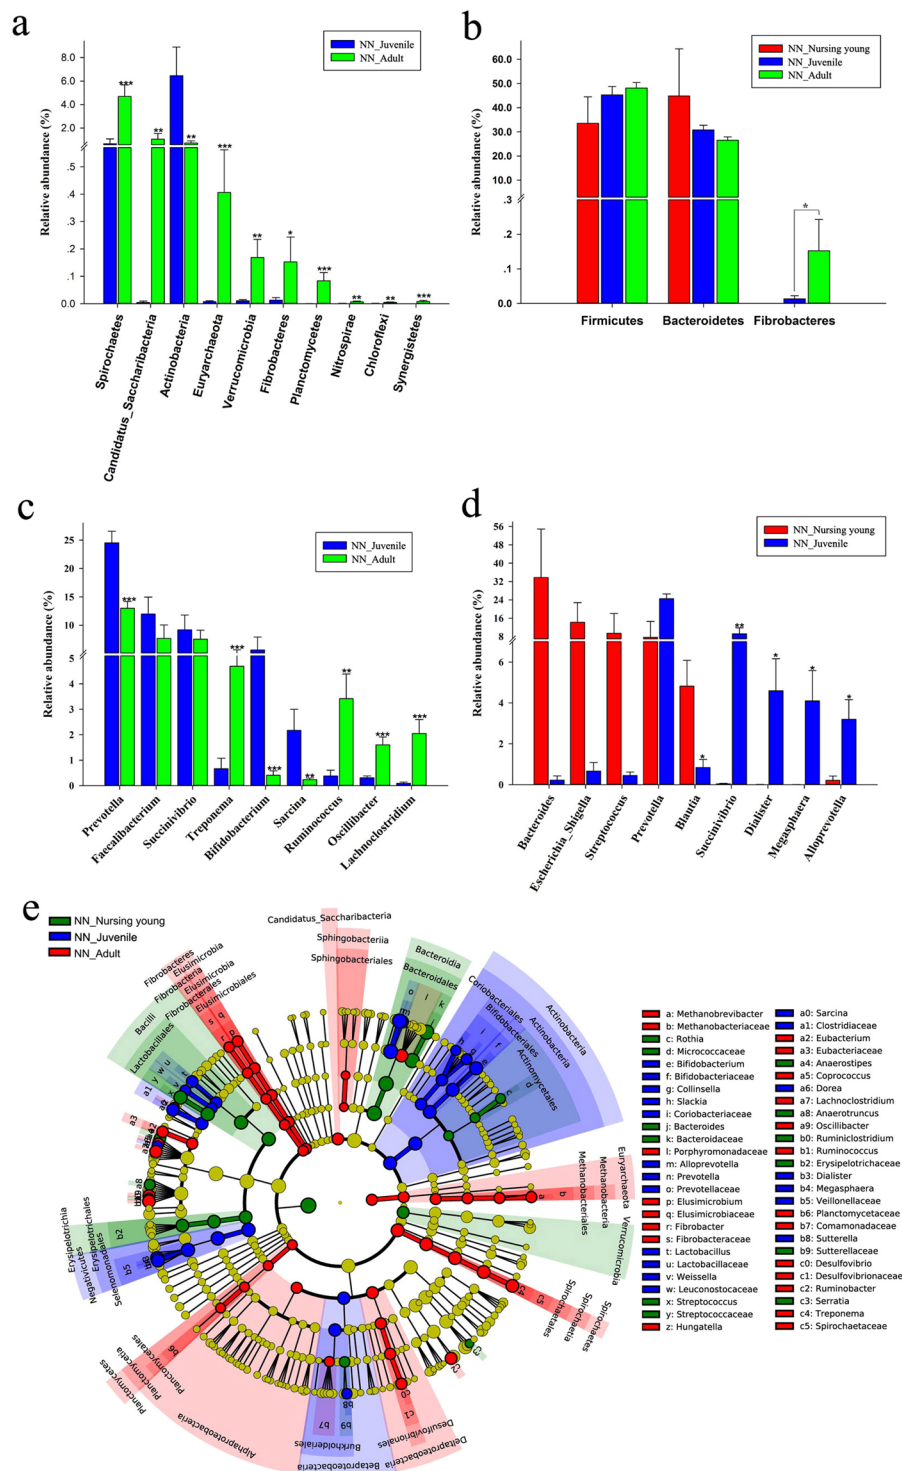 a
NN_Juvenile
NN_Adult
Relative abundance (%)
8.0
6.0
4.0
2.0
.5
.4
.3
.2
.1
0.0
***
**
**
***
**
*
***
**
**
***
Spirochaetes
Candidatus_Saccharibacteria
Actinobacteria
Euryarchaeota
Verrucomicrobia
Fibrobacteres
Planctomycetes
Nitrospirae
Chloroflexi
Synergistetes
b
NN_Nursing young
NN_Juvenile
NN_Adult
Relative abundance (%)
60.0
50.0
40.0
30.0
20.0
10.0
.3
.2
.1
0.0
*
Firmicutes
Bacteroidetes
Fibrobacteres
c
NN_Juvenile
NN_Adult
Relative abundance (%)
25
20
15
10
5
4
3
2
1
0
***
***
***
**
**
***
***
Prevotella
Faecalibacterium
Succinivibrio
Treponema
Bifidobacterium
Sarcina
Ruminococcus
Oscillibacter
Lachnoclostridium
d
NN_Nursing young
NN_Juvenile
Relative abundance (%)
56
48
40
32
24
16
8
6
4
2
0
*
**
*
*
*
Bacteroides
Escherichia_Shigella
Streptococcus
Prevotella
Blautia
Succinivibrio
Dialister
Megasphaera
Alloprevotella
e
NN_Nursing young
NN_Juvenile
NN_Adult
Candidatus_Saccharibacteria
Sphingobacteriia
Sphingobacteriales
Bacteroidia
Bacteroidales
Coriobacteriales
Bifidobacteriales
Actinomycetales
Actinobacteria
Actinobacteria
Fibrobacteres
Fibrobacteria
Fibrobacterales
Elusimicrobia
Elusimicrobia
Elusimicrobiales
Bacilli
Lactobacillales
Euryarchaeota
Methanobacteria
Methanobacteriales
Verrucomicrobia
Spirochaetes
Spirochaetia
Spirochaetales
Erysipelotrichia
Erysipelotrichales
Negativicutes
Selenomonadales
Planctomycetes
Planctomycetia
Planctomycetales
Alphaproteobacteria
Burkholderiales
Betaproteobacteria
Desulfovibrionales
Deltaproteobacteria
a: Methanobrevibacter
b: Methanobacteriaceae
c: Rothia
d: Micrococcaceae
e: Bifidobacterium
f: Bifidobacteriaceae
g: Collinsella
h: Slackia
i: Coriobacteriaceae
j: Bacteroides
k: Bacteroidaceae
l: Porphyromonadaceae
m: Alloprevotella
n: Prevotella
o: Prevotellaceae
p: Elusimicrobium
q: Elusimicrobiaceae
r: Fibrobacter
s: Fibrobacteraceae
t: Lactobacillus
u: Lactobacillaceae
v: Weissella
w: Leuconostocaceae
x: Streptococcus
y: Streptococcaceae
z: Hungatella
a0: Sarcina
a1: Clostridiaceae
a2: Eubacterium
a3: Eubacteriaceae
a4: Anaerostipes
a5: Coprococcus
a6: Dorea
a7: Lachnoclostridium
a8: Anaerotruncus
a9: Oscillibacter
b0: Ruminiclostridium
b1: Ruminococcus
b2: Erysipelotrichaceae
b3: Dialister
b4: Megasphaera
b5: Veillonellaceae
b6: Planctomycetaceae
b7: Comamonadaceae
b8: Sutterella
b9: Sutterellaceae
c0: Desulfovibrio
c1: Desulfovibrionaceae
c2: Ruminobacter
c3: Serratia
c4: Treponema
c5: Spirochaetaceae